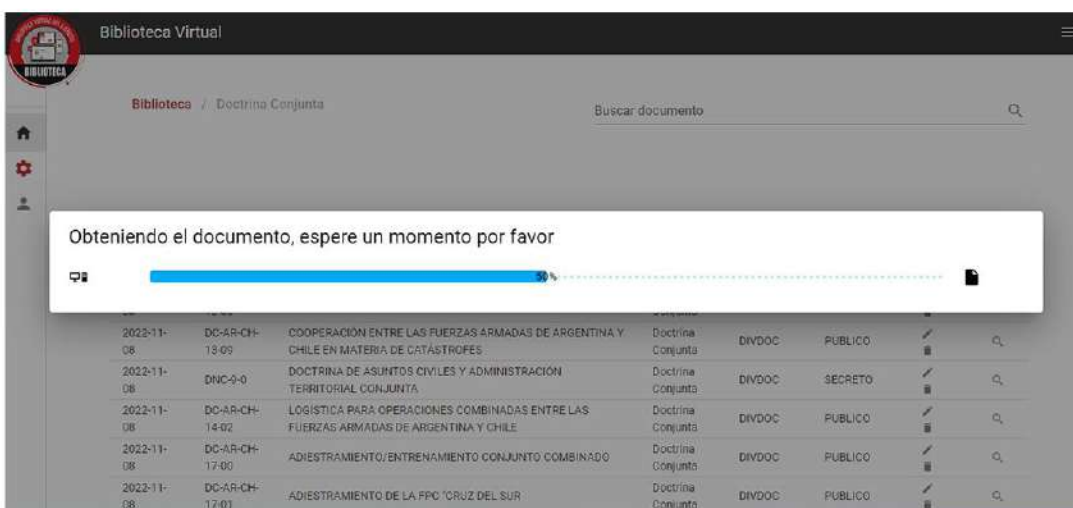 Biblioteca Virtual
BIBLIOTECA
Biblioteca / Doctrina Conjunta
Buscar documento
Obteniendo el documento, espere un momento por favor
50%
2022-11- DC-AR-CH- COOPERACIÓN ENTRE LAS FUERZAS ARMADAS DE ARGENTINA Y Doctrina
08 13-09 CHILE EN MATERIA DE CATÁSTROFES Conjunta DIVDOC PUBLICO
2022-11- DOCTRINA DE ASUNTOS CIVILES Y ADMINISTRACIÓN Doctrina
08 DNC-9-0 TERRITORIAL CONJUNTA Conjunta DIVDOC SECRETO
2022-11- DC-AR-CH- LOGÍSTICA PARA OPERACIONES COMBINADAS ENTRE LAS Doctrina
08 14-02 FUERZAS ARMADAS DE ARGENTINA Y CHILE Conjunta DIVDOC PUBLICO
2022-11- DC-AR-CH- Doctrina
08 17-00 ADIESTRAMIENTO/ENTRENAMIENTO CONJUNTO COMBINADO Conjunta DIVDOC PUBLICO
2022-11- DC-AR-CH- Doctrina
08 17-01 ADIESTRAMIENTO DE LA FPC "CRUZ DEL SUR Conjunta DIVDOC PUBLICO